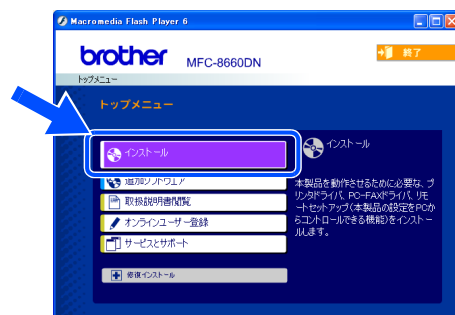 Macromedia Flash Player 6
brother MFC-8660DN
終了
トップメニュー
トップメニュー
インストール
インストール
追加ソフトウェア
取扱説明書閲覧
オンラインユーザー登録
サービスとサポート
修復インストール
本製品を動作させるために必要な、プ
リンタドライバ、PC-FAXドライバ、リモ
ートセットアップ(本製品の設定をPCか
らコントロールできる機能)をインストー
ルします。